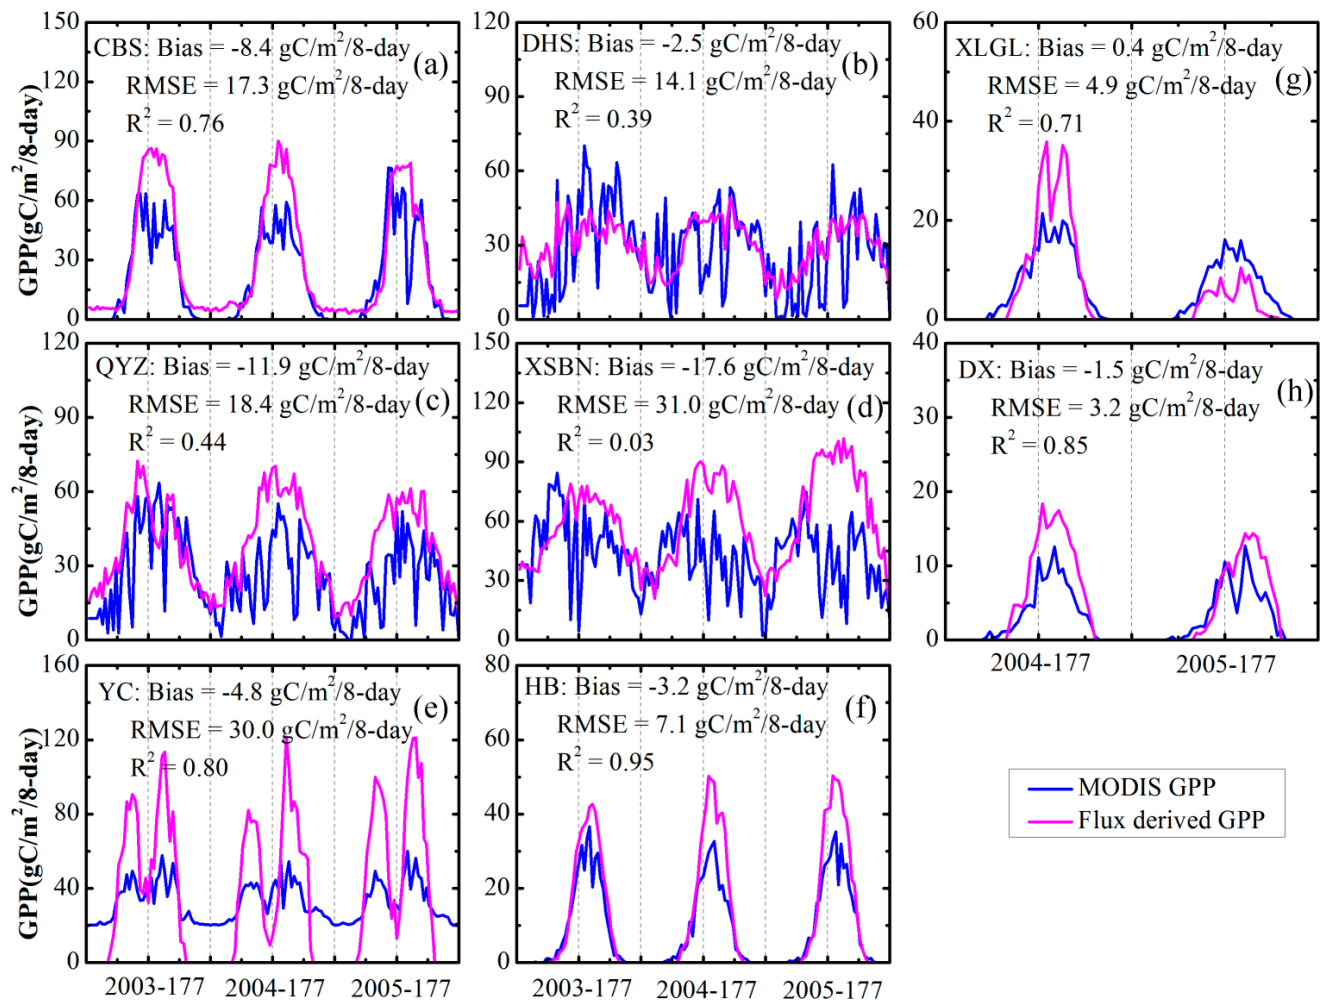 150
120
90
60
30
0
GPP(gC/m²/8-day)
CBS: Bias = -8.4 gC/m²/8-day
(a)
RMSE = 17.3 gC/m²/8-day
R² = 0.76
120
90
60
30
0
DHS: Bias = -2.5 gC/m²/8-day
(b)
RMSE = 14.1 gC/m²/8-day
R² = 0.39
60
40
20
0
XLGL: Bias = 0.4 gC/m²/8-day
(g)
RMSE = 4.9 gC/m²/8-day
R² = 0.71
120
90
60
30
0
GPP(gC/m²/8-day)
QYZ: Bias = -11.9 gC/m²/8-day
RMSE = 18.4 gC/m²/8-day
(c)
R² = 0.44
150
120
90
60
30
0
XSBN: Bias = -17.6 gC/m²/8-day
RMSE = 31.0 gC/m²/8-day
(d)
R² = 0.03
40
30
20
10
0
DX: Bias = -1.5 gC/m²/8-day
(h)
RMSE = 3.2 gC/m²/8-day
R² = 0.85
2004-177
2005-177
160
120
80
40
0
GPP(gC/m²/8-day)
YC: Bias = -4.8 gC/m²/8-day
(e)
RMSE = 30.0 gC/m²/8-day
R² = 0.80
2003-177
2004-177
2005-177
80
60
40
20
0
HB: Bias = -3.2 gC/m²/8-day
(f)
RMSE = 7.1 gC/m²/8-day
R² = 0.95
2003-177
2004-177
2005-177
MODIS GPP
Flux derived GPP